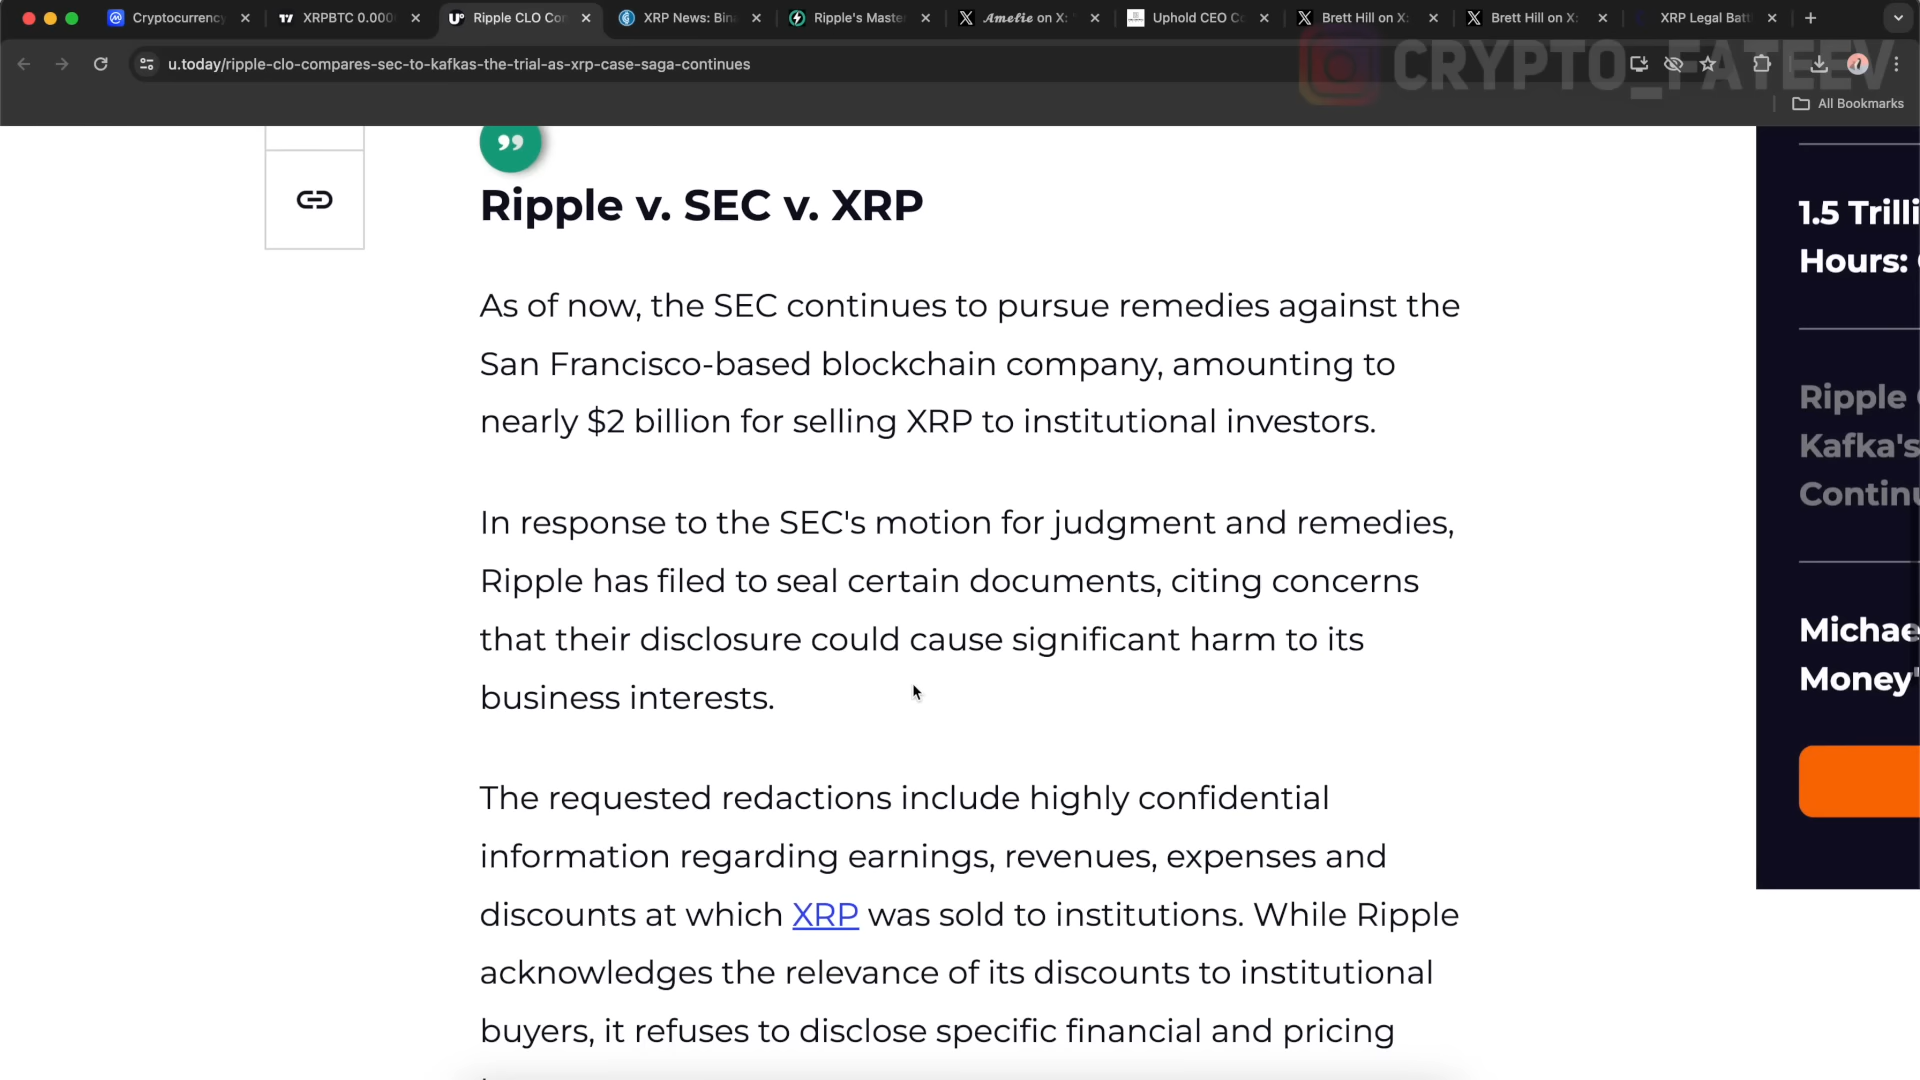 Cryptocurrency
XRPBTC 0.000
Ripple CLO Con
XRP News: Bin
Ripple's Maste
Amelie on X:
Uphold CEO C
Brett Hill on X:
Brett Hill on X:
XRP Legal Batt
u.today/ripple-clo-compares-sec-to-kafkas-the-trial-as-xrp-case-saga-continues
CRYPTO_FATEEV
All Bookmarks
Ripple v. SEC v. XRP
As of now, the SEC continues to pursue remedies against the
San Francisco-based blockchain company, amounting to
nearly $2 billion for selling XRP to institutional investors.
In response to the SEC's motion for judgment and remedies,
Ripple has filed to seal certain documents, citing concerns
that their disclosure could cause significant harm to its
business interests.
The requested redactions include highly confidential
information regarding earnings, revenues, expenses and
discounts at which XRP was sold to institutions. While Ripple
acknowledges the relevance of its discounts to institutional
buyers, it refuses to disclose specific financial and pricing
1.5 Trilli
Hours:
Ripple
Kafka's
Continu
Michae
Money'